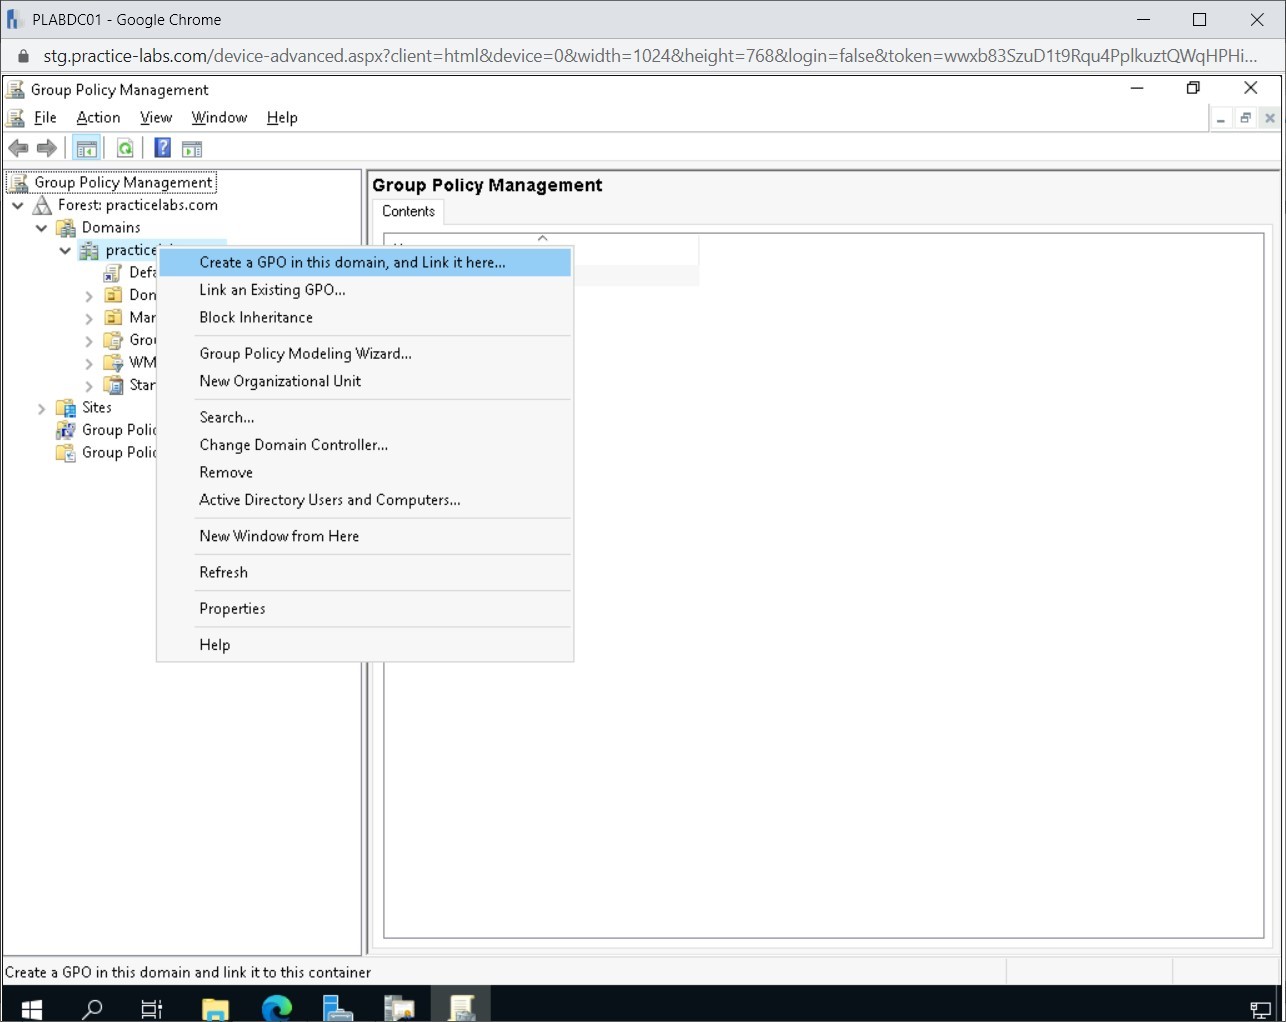 PLABDC01 - Google Chrome
stg.practice-labs.com/device-advanced.aspx?client=html&device=0&width=1024&height=768&login=false&token=wwxb83SzuD1t9Rqu4PplkuztQWqHPHi...
Group Policy Management
File Action View Window Help
Group Policy Management
Forest: practicelabs.com
Domains
practicel
Defa
Don
Mar
Grou
WM
Star
Sites
Group Polic
Group Polic
Create a GPO in this domain, and Link it here...
Link an Existing GPO...
Block Inheritance
Group Policy Modeling Wizard...
New Organizational Unit
Search...
Change Domain Controller...
Remove
Active Directory Users and Computers...
New Window from Here
Refresh
Properties
Help
Group Policy Management
Contents
Create a GPO in this domain and link it to this container